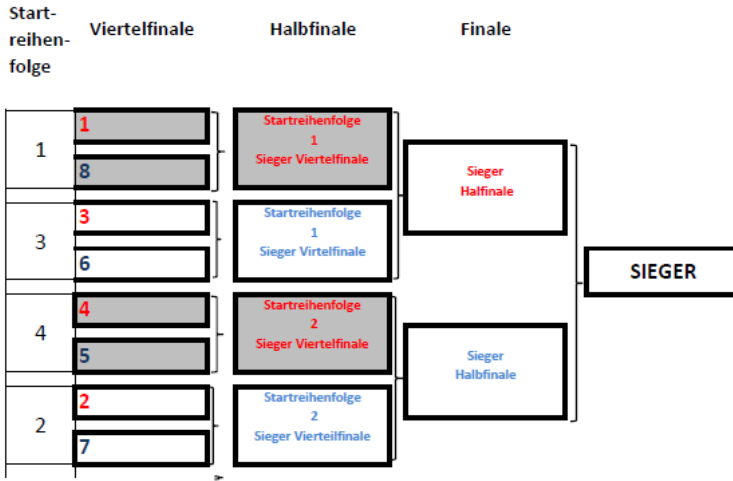 Start-
reihen-
folge
Viertelfinale
Halbfinale
Finale
1
1
8
Startreihenfolge
1
Sieger Viertelfinale
3
3
6
Startreihenfolge
1
Sieger Virtelfinale
Sieger
Halfinale
SIEGER
4
4
5
Startreihenfolge
2
Sieger Viertelfinale
2
2
7
Startreihenfolge
2
Sieger Vierteilfinale
Sieger
Halbfinale